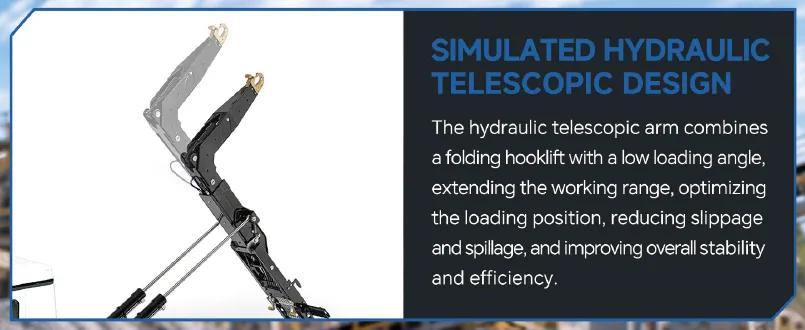 SIMULATED HYDRAULIC
TELESCOPIC DESIGN
The hydraulic telescopic arm combines
a folding hooklift with a low loading angle,
extending the working range, optimizing
the loading position, reducing slippage
and spillage, and improving overall stability
and efficiency.